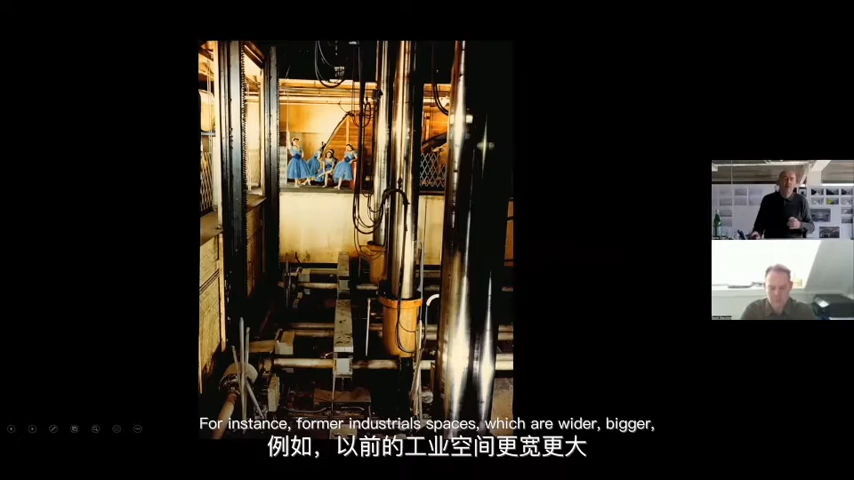 For instance, former industrials spaces, which are wider, bigger,
例如，以前的工业空间更宽更大